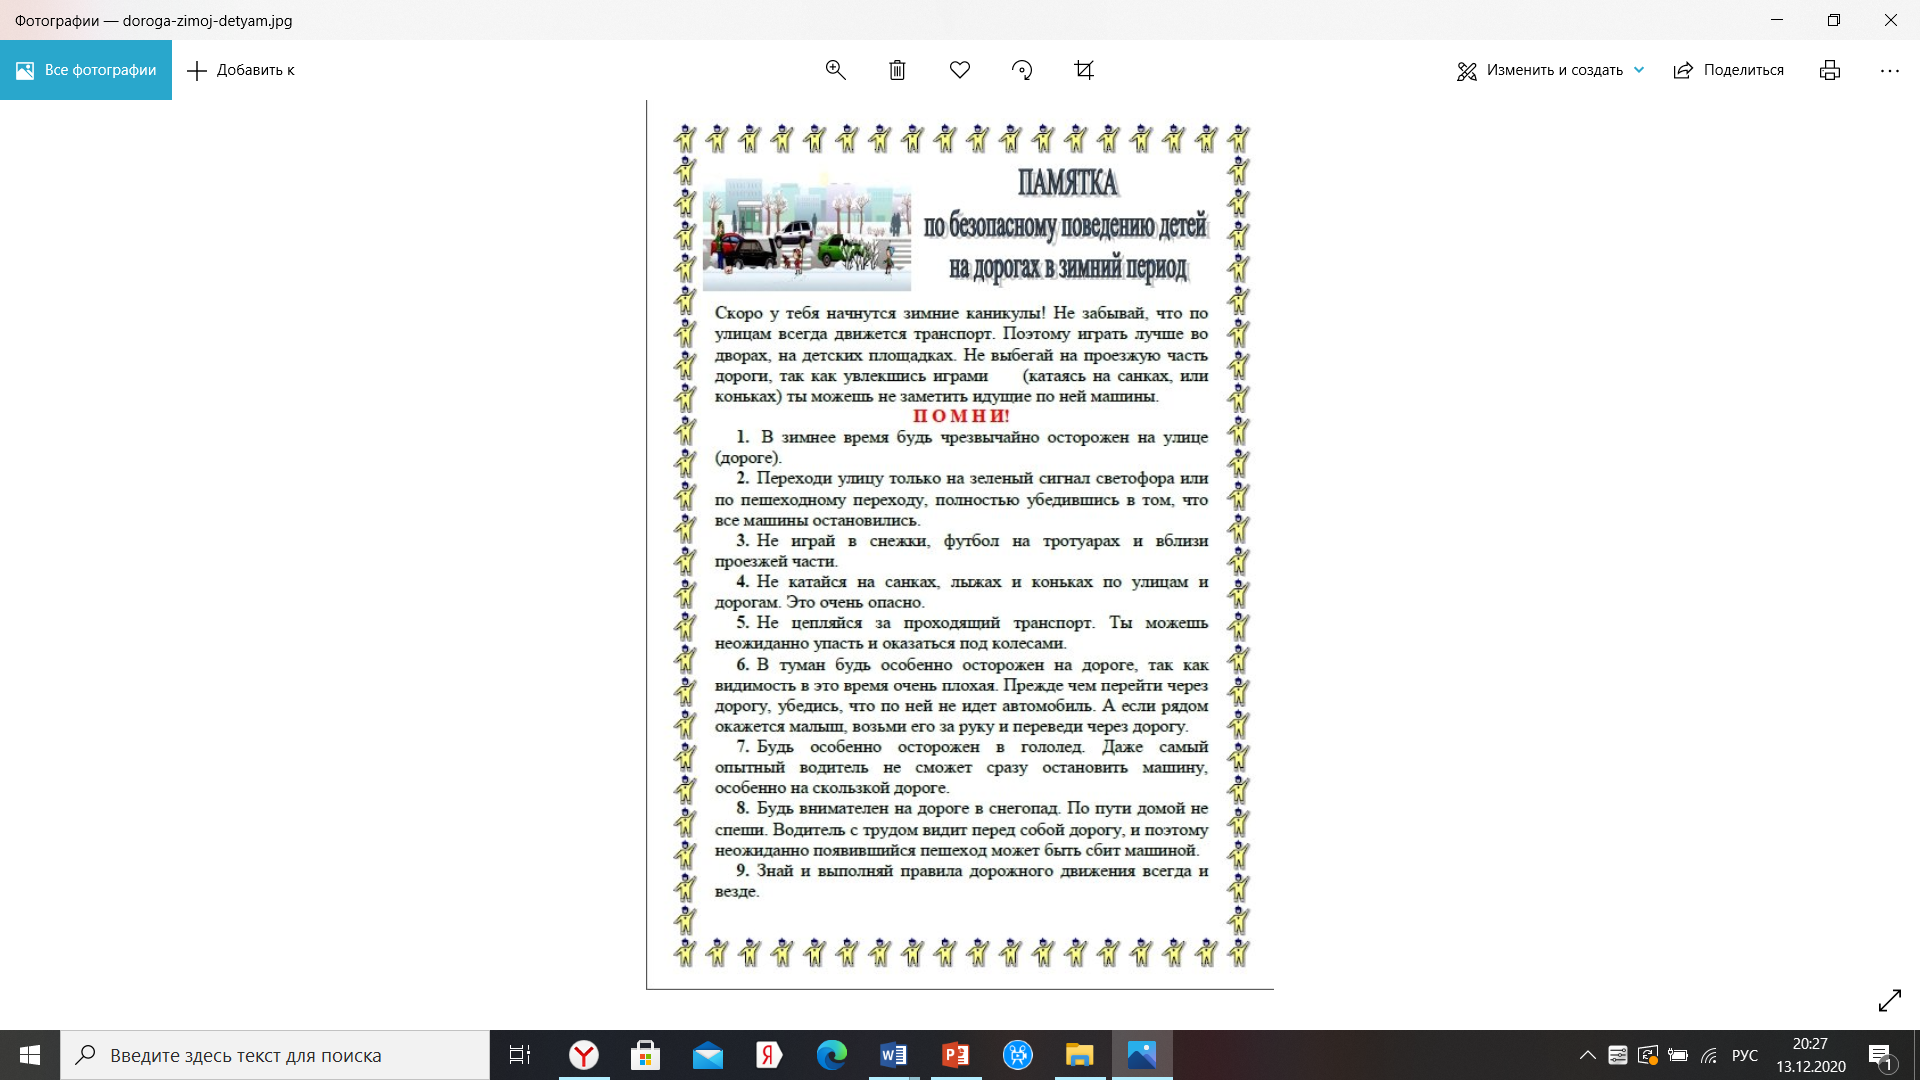 Фотографии — doroga-zimoj-detyam.jpg
Все фотографии
Добавить к
Изменить и создать
Поделиться
ПАМЯТКА
по безопасному поведению детей
на дорогах в зимний период
Скоро у тебя начнутся зимние каникулы! Не забывай, что по
улицам всегда движется транспорт. Поэтому играть лучше во
дворах, на детских площадках. Не выбегай на проезжую часть
дороги, так как увлекшись играми (катаясь на санках, или
коньках) ты можешь не заметить идущие по ней машины.
П О М Н И!
1. В зимнее время будь чрезвычайно осторожен на улице
(дороге).
2. Переходи улицу только на зеленый сигнал светофора или
по пешеходному переходу, полностью убедившись в том, что
все машины остановились.
3. Не играй в снежки, футбол на тротуарах и вблизи
проезжей части.
4. Не катайся на санках, лыжах и коньках по улицам и
дорогам. Это очень опасно.
5. Не цепляйся за проходящий транспорт. Ты можешь
неожиданно упасть и оказаться под колесами.
6. В туман будь особенно осторожен на дороге, так как
видимость в это время очень плохая. Прежде чем перейти через
дорогу, убедись, что по ней не идет автомобиль. А если рядом
окажется малыш, возьми его за руку и переведи через дорогу.
7. Будь особенно осторожен в гололед. Даже самый
опытный водитель не сможет сразу остановить машину,
особенно на скользкой дороге.
8. Будь внимателен на дороге в снегопад. По пути домой не
спеши. Водитель с трудом видит перед собой дорогу, и поэтому
неожиданно появившийся пешеход может быть сбит машиной.
9. Знай и выполняй правила дорожного движения всегда и
везде.
Введите здесь текст для поиска
РУС
20:27
13.12.2020
1